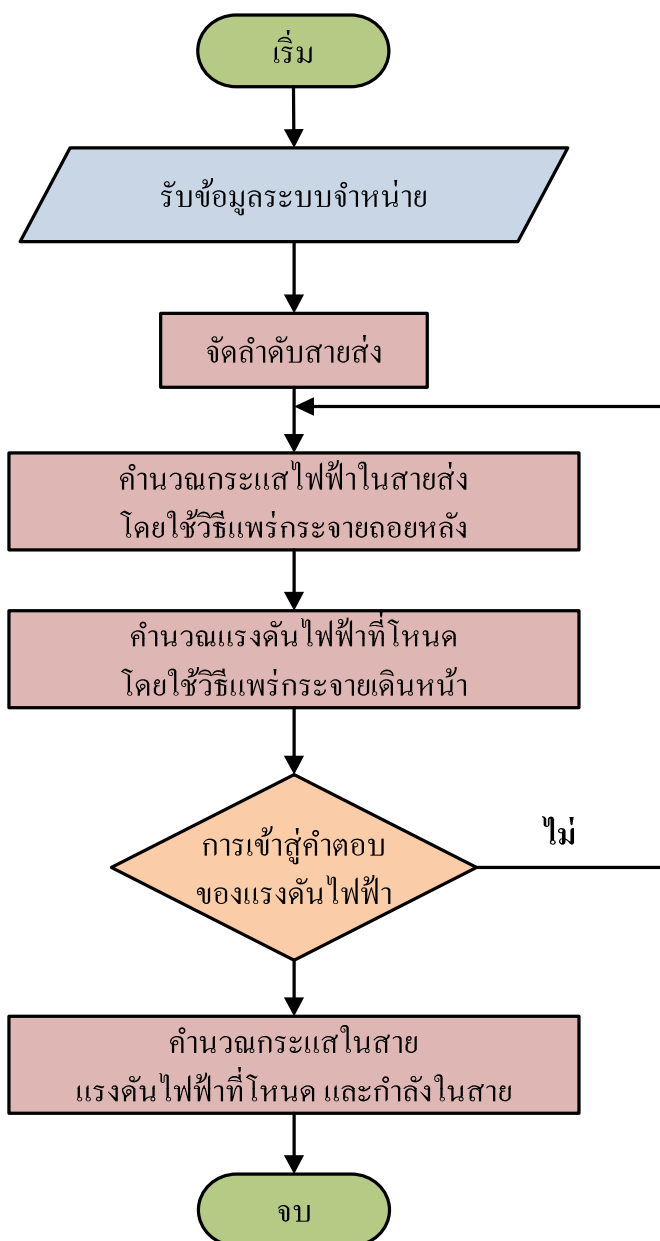 เริ่ม
รับข้อมูลระบบจำหน่าย
จัดลำดับสายส่ง
คำนวณกระแสไฟฟ้าในสายส่ง
โดยใช้วิธีแพร่กระจายถอยหลัง
คำนวณแรงดันไฟฟ้าที่โหนด
โดยใช้วิธีแพร่กระจายเดินหน้า
การเข้าสู่คำตอบ
ของแรงดันไฟฟ้า
ไม่
คำนวณกระแสในสาย
แรงดันไฟฟ้าที่โหนด และกำลังในสาย
จบ